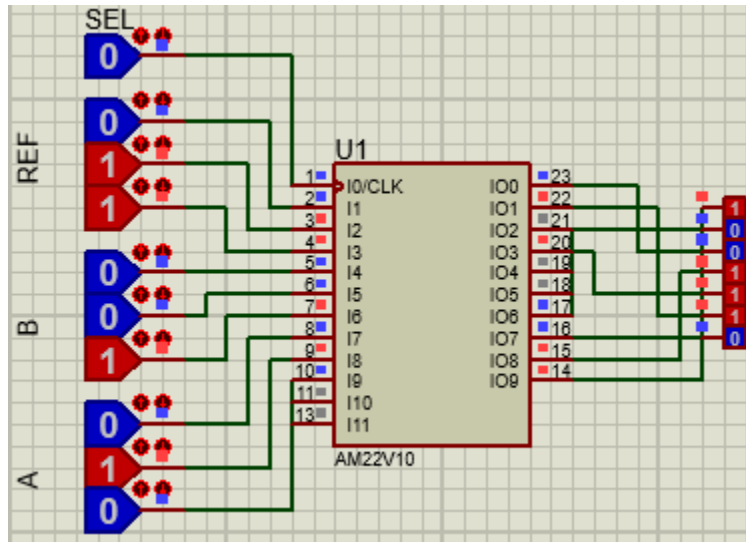 SEL
0
REF
0
1
1
B
0
0
1
A
0
1
0
U1
1 I0/CLK IO0 23
2 I1 IO1 22
3 I2 IO2 21
4 I3 IO3 20
5 I4 IO4 19
6 I5 IO5 18
7 I6 IO6 17
8 I7 IO7 16
9 I8 IO8 15
10 I9 IO9 14
11 I10
13 I11
AM22V10
1
0
0
1
1
1
0